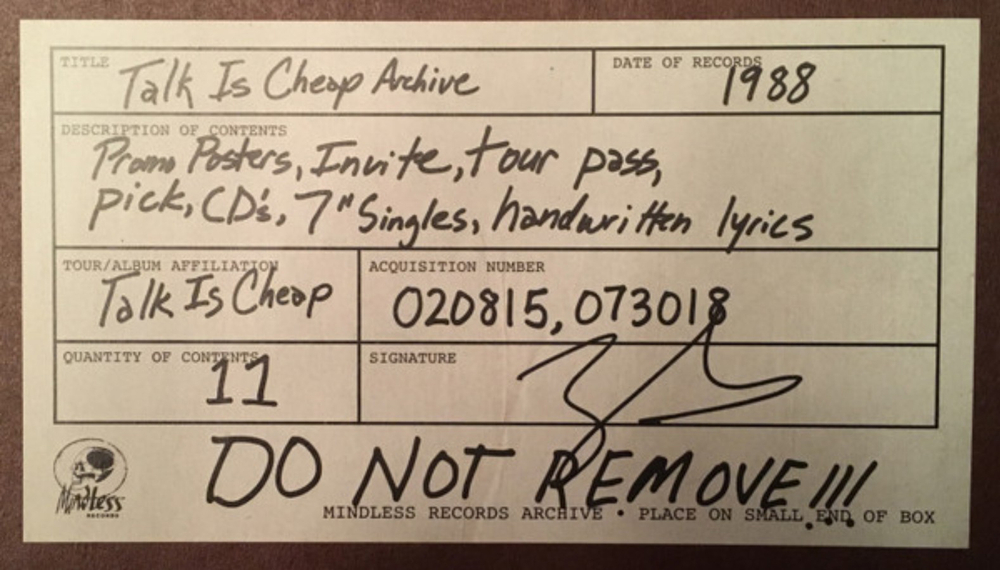 TITLE
Talk Is Cheap Archive
DATE OF RECORDS
1988
DESCRIPTION OF CONTENTS
Promo Posters, Invite, tour pass,
pick, CD's, 7" Singles, handwritten lyrics
TOUR/ALBUM AFFILIATION
Talk Is Cheap
ACQUISITION NUMBER
020815, 073018
QUANTITY OF CONTENTS
11
SIGNATURE
DO NOT REMOVE!!!
Mindless
RECORDS
MINDLESS RECORDS ARCHIVE • PLACE ON SMALL END OF BOX